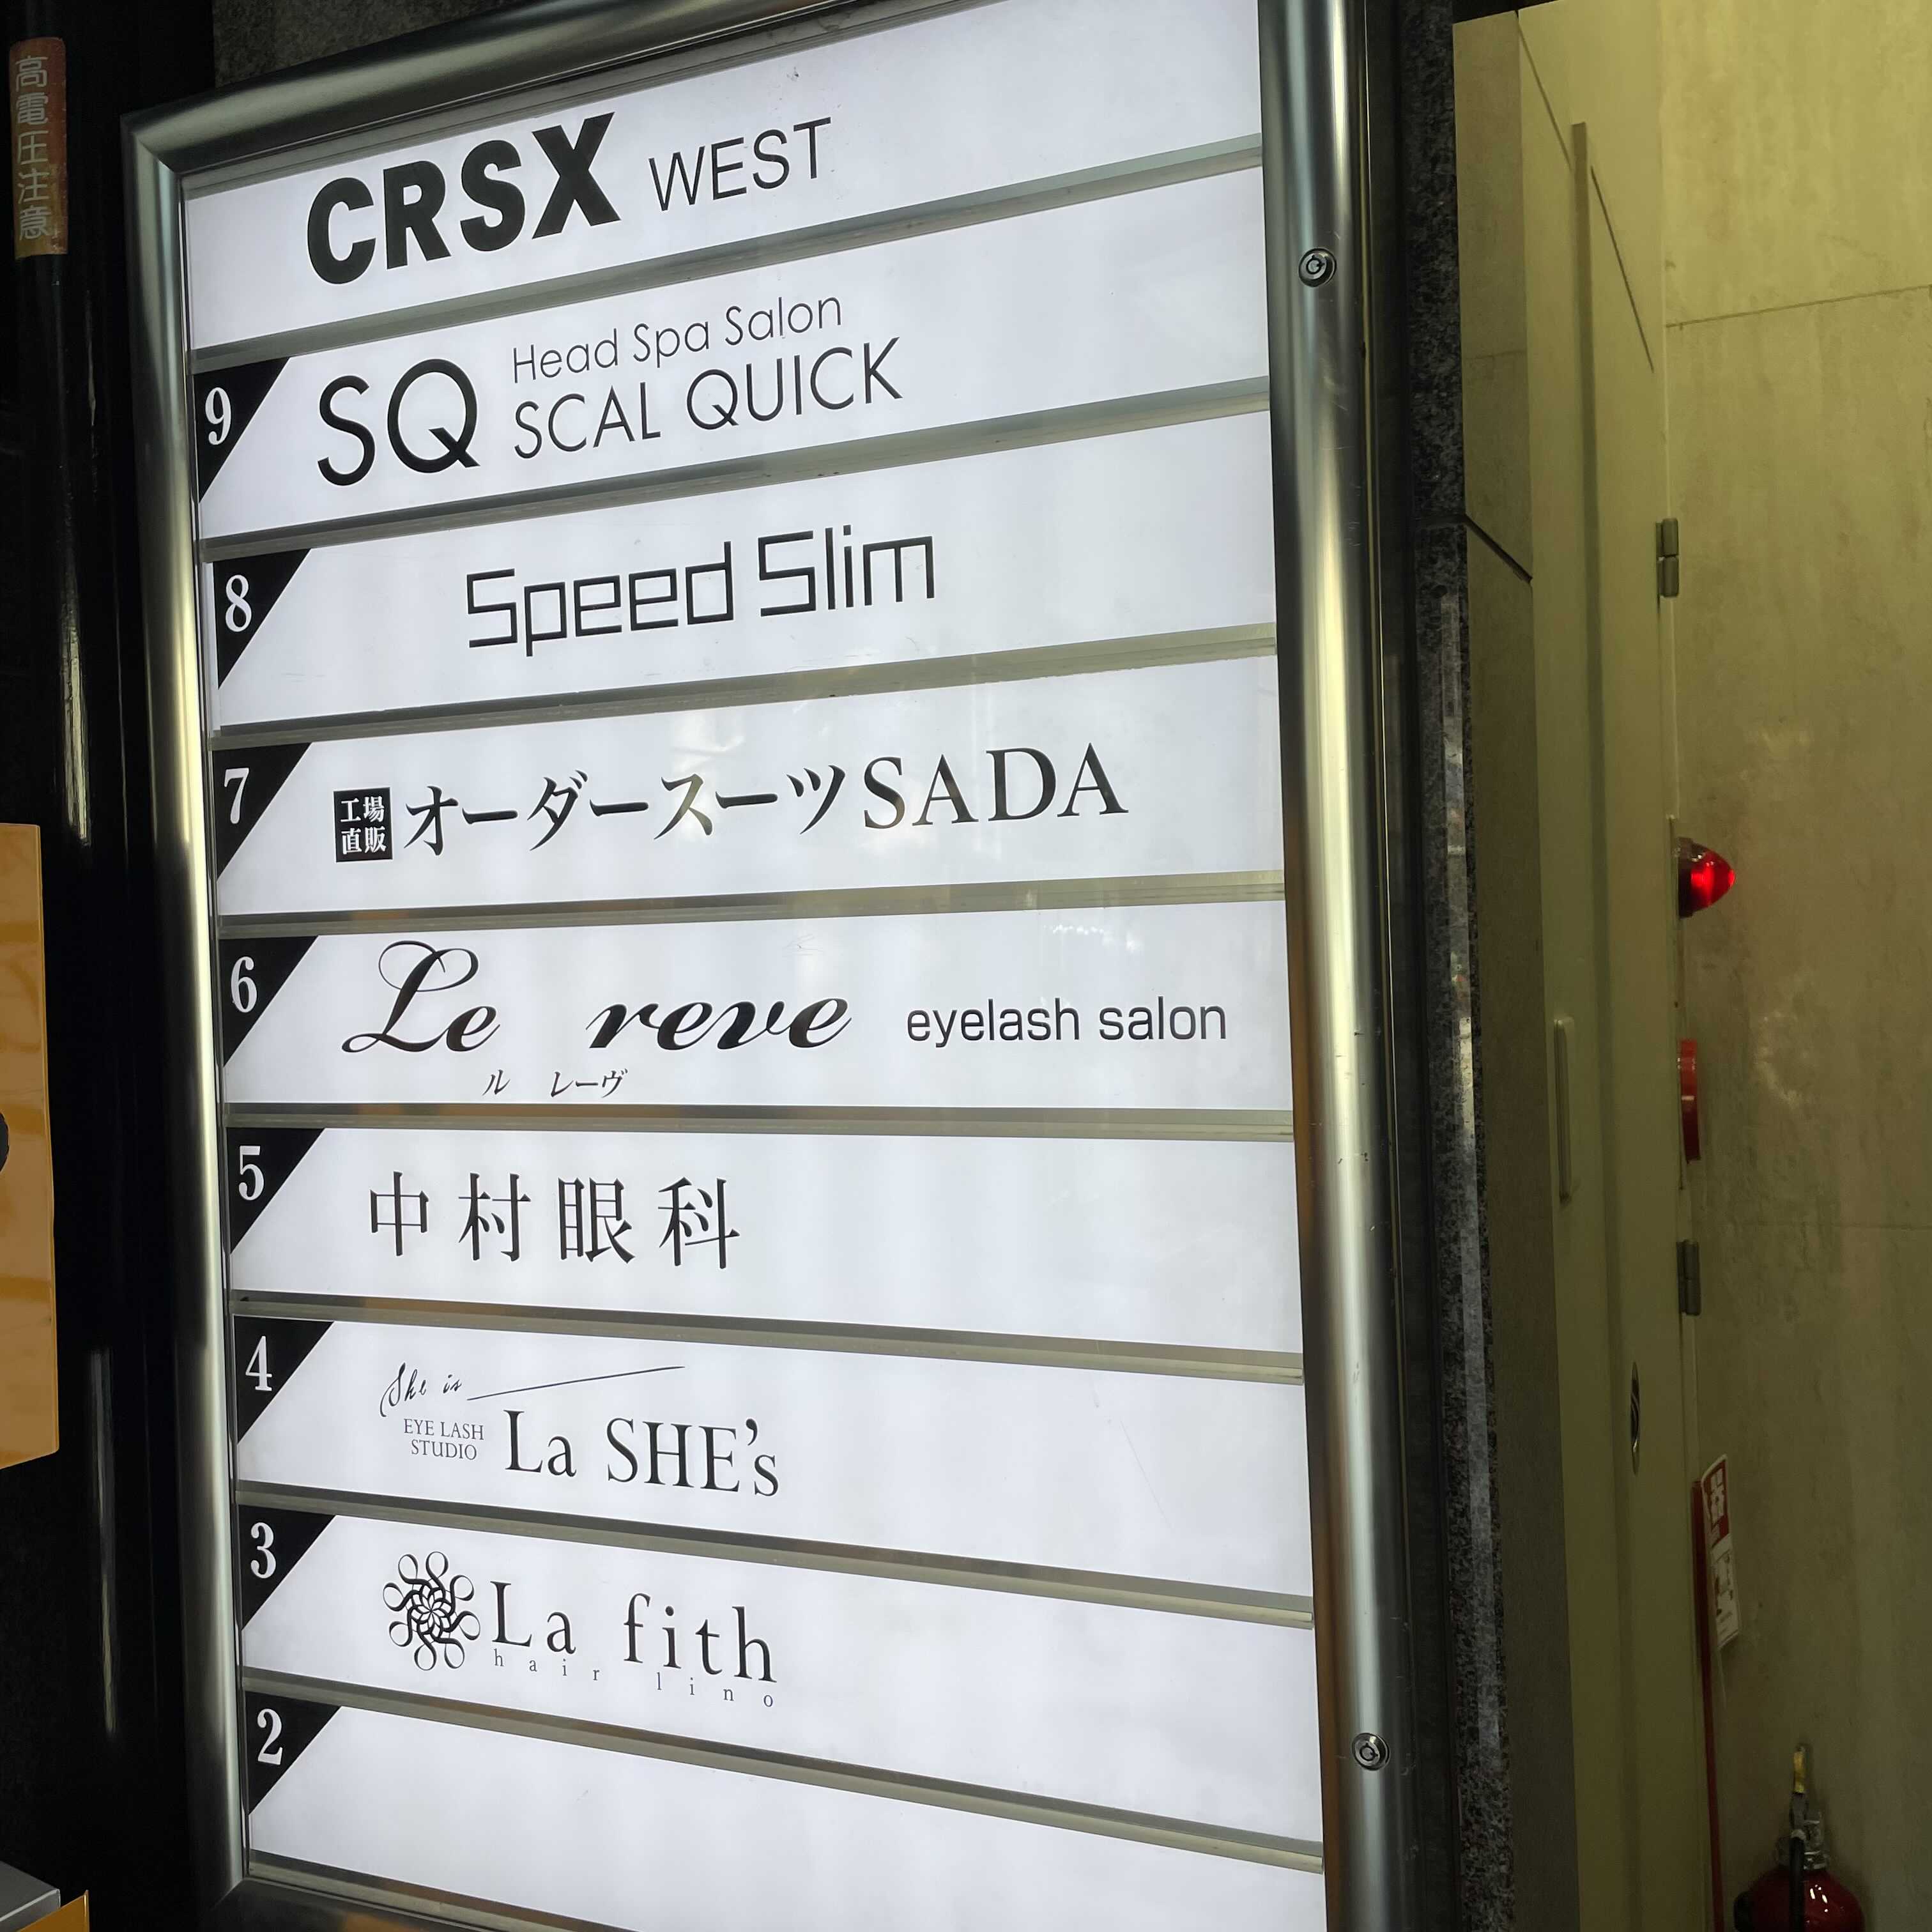 高電圧注意
CRSX WEST
9
SQ
Head Spa Salon
SCAL QUICK
8
Speed Slim
7
工場
直販
オーダースーツSADA
6
Le reve eyelash salon
ル レーヴ
5
中村眼科
4
She is
EYE LASH
STUDIO
La SHE's
3
La fith
hair lino
2